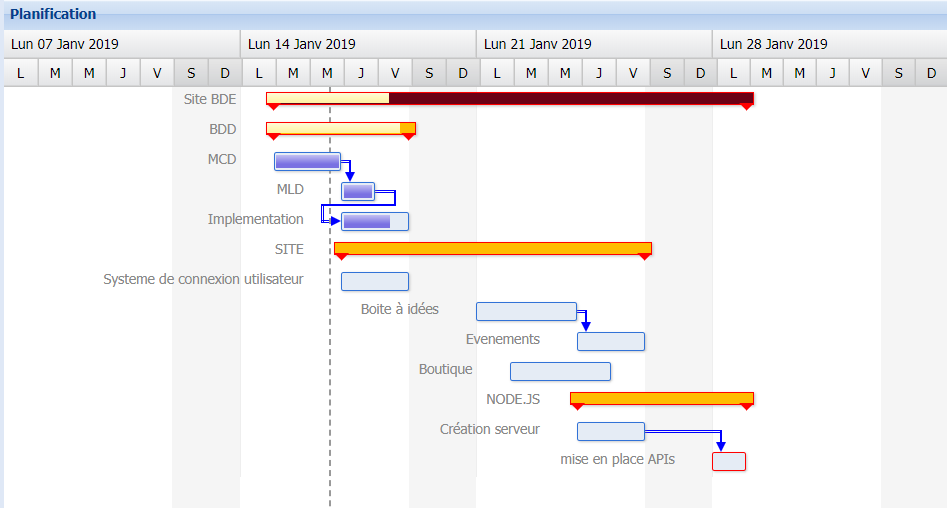 Planification
Lun 07 Janv 2019 Lun 14 Janv 2019 Lun 21 Janv 2019 Lun 28 Janv 2019
L M M J V S D L M M J V S D L M M J V S D L M M J V S D
Site BDE
BDD
MCD
MLD
Implementation
SITE
Systeme de connexion utilisateur
Boite à idées
Evenements
Boutique
NODE.JS
Création serveur
mise en place APIs